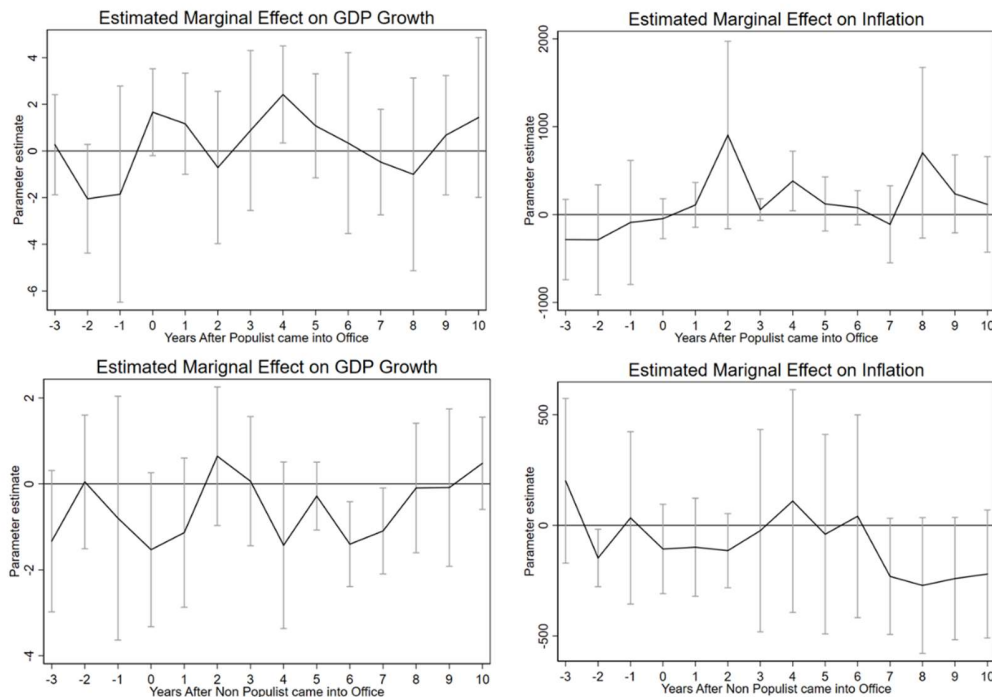 Estimated Marginal Effect on GDP Growth
Parameter estimate
4
2
0
-2
-4
-6
-3 -2 -1 0 1 2 3 4 5 6 7 8 9 10
Years After Populist came into Office
Estimated Marginal Effect on Inflation
Parameter estimate
2000
1000
0
-1000
-3 -2 -1 0 1 2 3 4 5 6 7 8 9 10
Years After Populist came into Office
Estimated Marignal Effect on GDP Growth
Parameter estimate
2
0
-2
-4
-3 -2 -1 0 1 2 3 4 5 6 7 8 9 10
Years After Non Populist came into Office
Estimated Marignal Effect on Inflation
Parameter estimate
500
0
-500
-3 -2 -1 0 1 2 3 4 5 6 7 8 9 10
Years After Non Populist came into Office